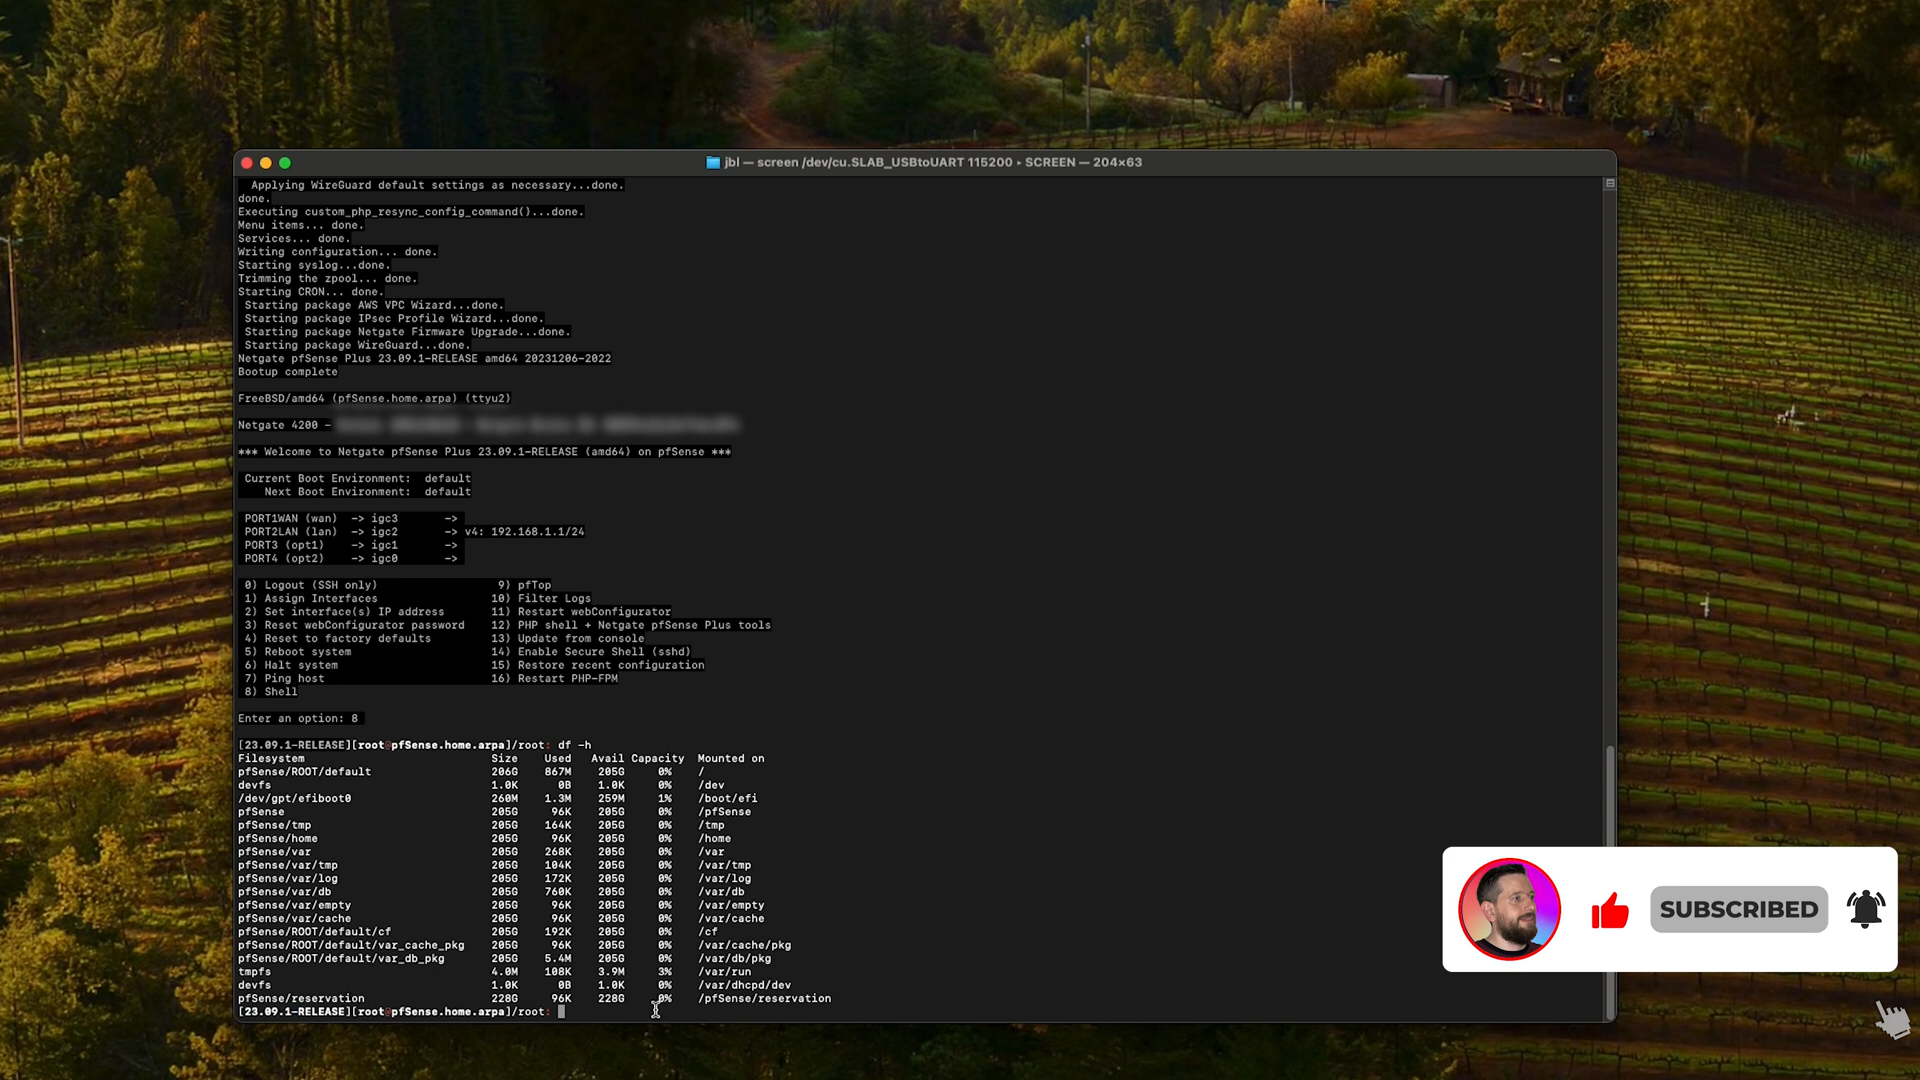 jbl — screen /dev/cu.SLAB_USBtoUART 115200 ▸ SCREEN — 204×63
Applying WireGuard default settings as necessary...done.
done.
Executing custom_php_resync_config_command()...done.
Menu items... done.
Services... done.
Writing configuration... done.
Starting syslog...done.
Trimming the zpool... done.
Starting CRON... done.
Starting package AWS VPC Wizard...done.
Starting package IPsec Profile Wizard...done.
Starting package Netgate Firmware Upgrade...done.
Starting package WireGuard...done.
Netgate pfSense Plus 23.09.1-RELEASE amd64 20231206-2022
Bootup complete
FreeBSD/amd64 (pfSense.home.arpa) (ttyu2)
Netgate 4200 -
*** Welcome to Netgate pfSense Plus 23.09.1-RELEASE (amd64) on pfSense ***
Current Boot Environment: default
Next Boot Environment: default
PORT1WAN (wan) -> igc3 ->
PORT2LAN (lan) -> igc2 -> v4: 192.168.1.1/24
PORT3 (opt1) -> igc1 ->
PORT4 (opt2) -> igc0 ->
0) Logout (SSH only) 9) pfTop
1) Assign Interfaces 10) Filter Logs
2) Set interface(s) IP address 11) Restart webConfigurator
3) Reset webConfigurator password 12) PHP shell + Netgate pfSense Plus tools
4) Reset to factory defaults 13) Update from console
5) Reboot system 14) Enable Secure Shell (sshd)
6) Halt system 15) Restore recent configuration
7) Ping host 16) Restart PHP-FPM
8) Shell
Enter an option: 8
[23.09.1-RELEASE][root@pfSense.home.arpa]/root: df -h
Filesystem Size Used Avail Capacity Mounted on
pfSense/ROOT/default 206G 867M 205G 0% /
devfs 1.0K 0B 1.0K 0% /dev
/dev/gpt/efiboot0 260M 1.3M 259M 1% /boot/efi
pfSense 205G 96K 205G 0% /pfSense
pfSense/tmp 205G 164K 205G 0% /tmp
pfSense/home 205G 96K 205G 0% /home
pfSense/var 205G 268K 205G 0% /var
pfSense/var/tmp 205G 104K 205G 0% /var/tmp
pfSense/var/log 205G 172K 205G 0% /var/log
pfSense/var/db 205G 760K 205G 0% /var/db
pfSense/var/empty 205G 96K 205G 0% /var/empty
pfSense/var/cache 205G 96K 205G 0% /var/cache
pfSense/ROOT/default/cf 205G 192K 205G 0% /cf
pfSense/ROOT/default/var_cache_pkg 205G 96K 205G 0% /var/cache/pkg
pfSense/ROOT/default/var_db_pkg 205G 5.4M 205G 0% /var/db/pkg
tmpfs 4.0M 108K 3.9M 3% /var/run
devfs 1.0K 0B 1.0K 0% /var/dhcpd/dev
pfSense/reservation 228G 96K 228G 0% /pfSense/reservation
[23.09.1-RELEASE][root@pfSense.home.arpa]/root:
SUBSCRIBED